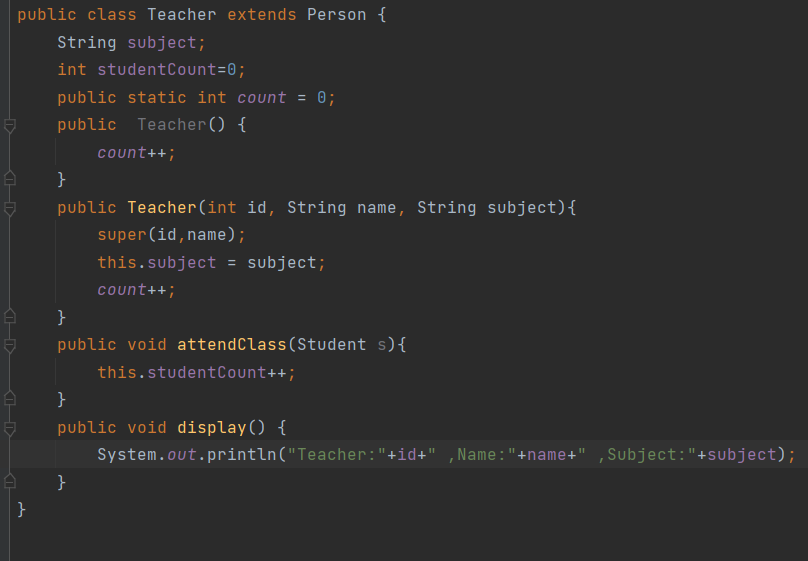 public class Teacher extends Person {
    String subject;
    int studentCount=0;
    public static int count = 0;
    public  Teacher() {
        count++;
    }
    public Teacher(int id, String name, String subject){
        super(id,name);
        this.subject = subject;
        count++;
    }
    public void attendClass(Student s){
        this.studentCount++;
    }
    public void display() {
        System.out.println("Teacher:"+id+" ,Name:"+name+" ,Subject:"+subject);
    }
}